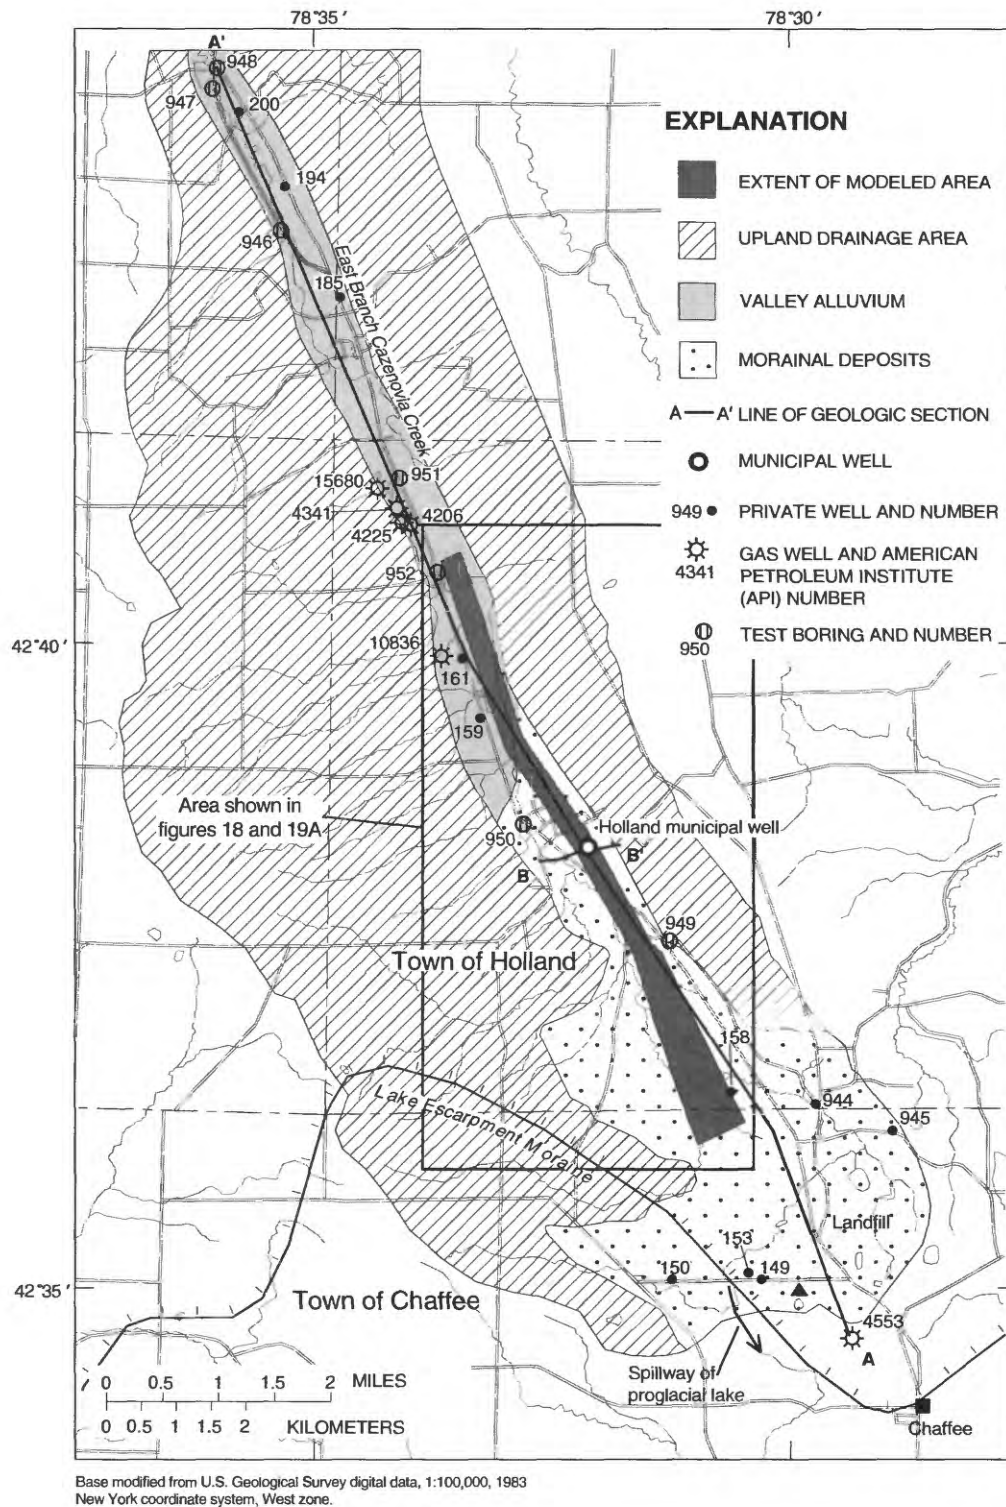 78°35′
78°30′
A'
948
947
200
194
946
185
East Branch Cazenovia Creek
951
15680
4341
4206
4225
952
42°40′
10836
161
159
Area shown in
figures 18 and 19A
950
Holland municipal well
B
B'
949
Town of Holland
158
944
945
Lake Escarpment Moraine
Landfill
153
150
149
42°35′
Town of Chaffee
4553
A
Spillway of
proglacial lake
Chaffee
EXPLANATION
EXTENT OF MODELED AREA
UPLAND DRAINAGE AREA
VALLEY ALLUVIUM
MORAINAL DEPOSITS
A — A' LINE OF GEOLOGIC SECTION
MUNICIPAL WELL
949 PRIVATE WELL AND NUMBER
GAS WELL AND AMERICAN
4341 PETROLEUM INSTITUTE
(API) NUMBER
TEST BORING AND NUMBER
950
0 0.5 1 1.5 2 MILES
0 0.5 1 1.5 2 KILOMETERS
Base modified from U.S. Geological Survey digital data, 1:100,000, 1983
New York coordinate system, West zone.